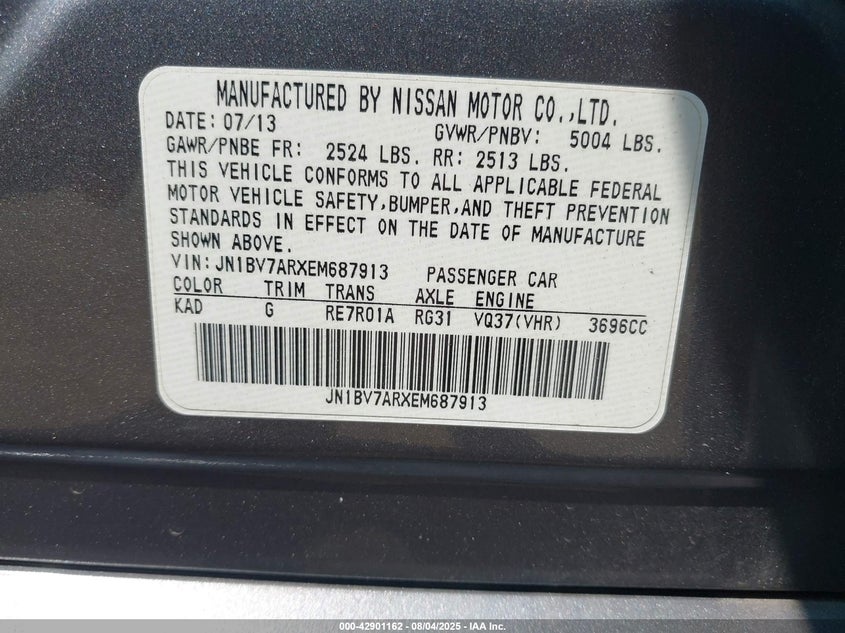 MANUFACTURED BY NISSAN MOTOR CO.,LTD.
DATE: 07/13 GVWR/PNBV: 5004 LBS.
GAWR/PNBE FR: 2524 LBS. RR: 2513 LBS.
THIS VEHICLE CONFORMS TO ALL APPLICABLE FEDERAL
MOTOR VEHICLE SAFETY,BUMPER,AND THEFT PREVENTION
STANDARDS IN EFFECT ON THE DATE OF MANUFACTURE
SHOWN ABOVE.
VIN: JN1BV7ARXEM687913 PASSENGER CAR
COLOR TRIM TRANS AXLE ENGINE
KAD G RE7R01A RG31 VQ37(VHR) 3696CC
JN1BV7ARXEM687913
000-42901162 - 08/04/2025 - IAA Inc.